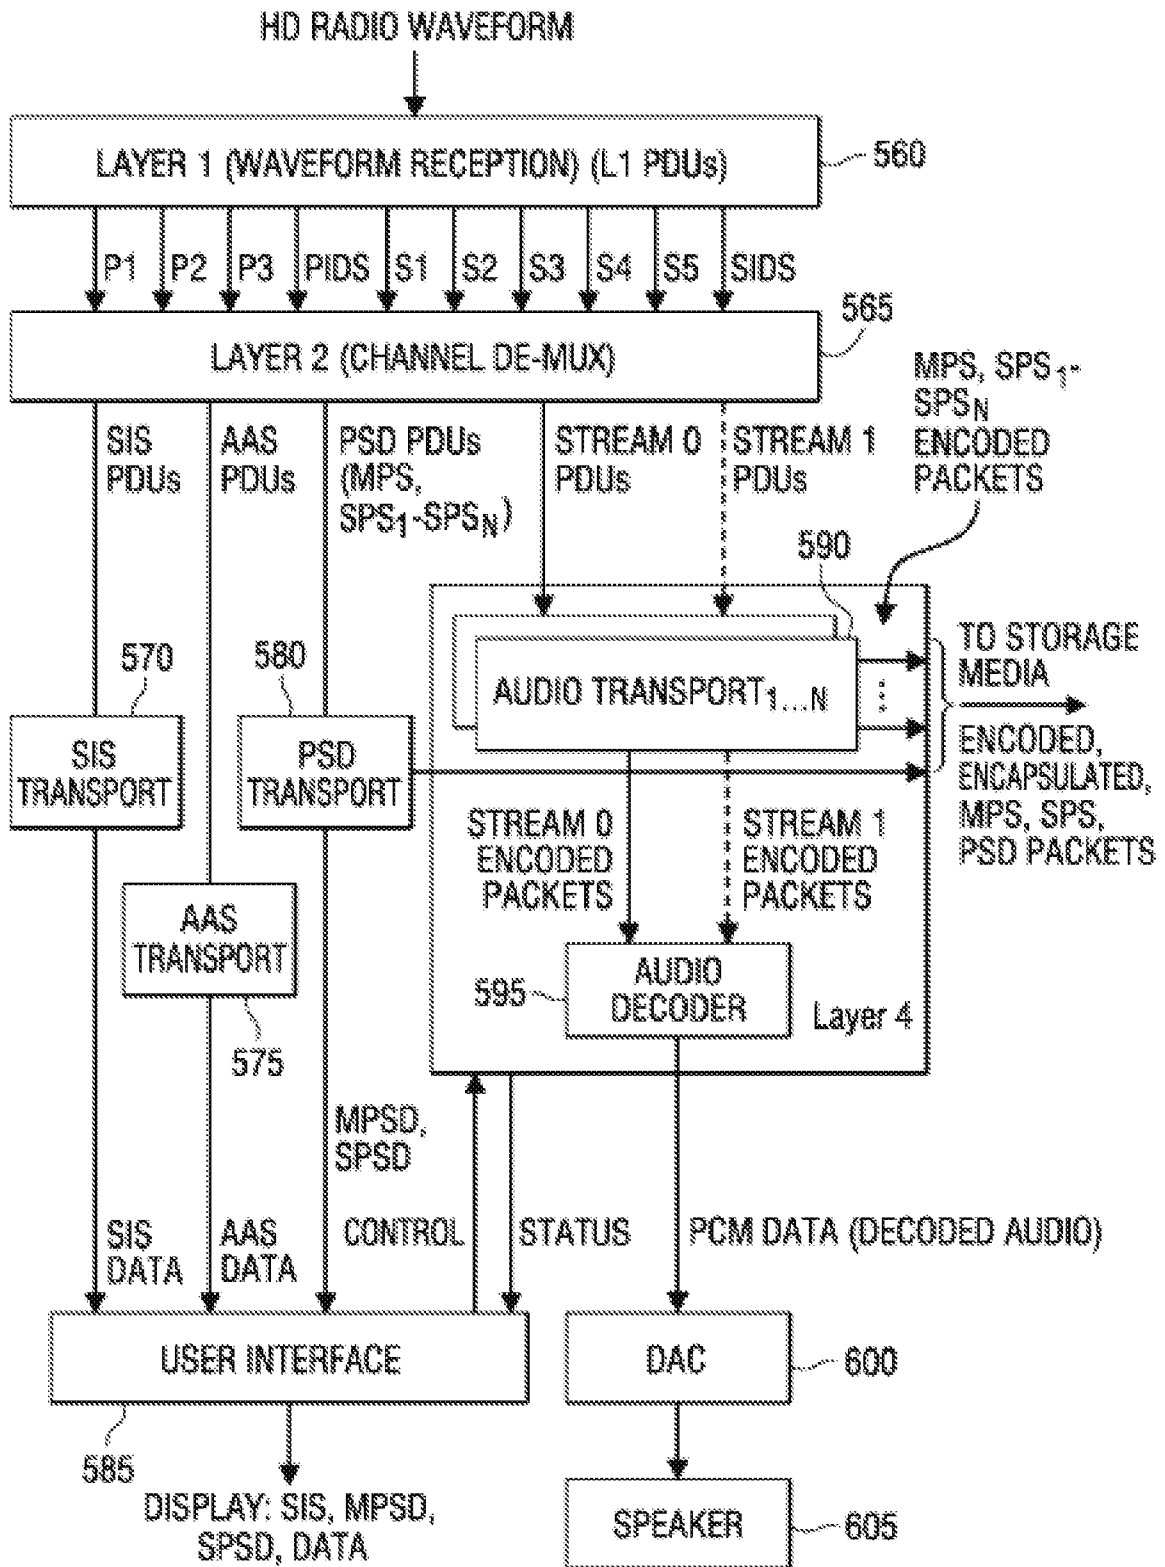 HD RADIO WAVEFORM
LAYER 1 (WAVEFORM RECEPTION) (L1 PDUs)
560
P1
P2
P3
PIDS
S1
S2
S3
S4
S5
SIDS
565
LAYER 2 (CHANNEL DE-MUX)
MPS, SPS1-
SPSN
ENCODED
PACKETS
SIS
PDUs
AAS
PDUs
PSD PDUs
(MPS,
SPS1-SPSN)
STREAM 0
PDUs
STREAM 1
PDUs
590
570
580
AUDIO TRANSPORT1...N
TO STORAGE
MEDIA
SIS
TRANSPORT
PSD
TRANSPORT
ENCODED,
ENCAPSULATED,
MPS, SPS,
PSD PACKETS
STREAM 0
ENCODED
PACKETS
STREAM 1
ENCODED
PACKETS
AAS
TRANSPORT
575
595
AUDIO
DECODER
Layer 4
MPSD,
SPSD
SIS
DATA
AAS
DATA
CONTROL
STATUS
PCM DATA (DECODED AUDIO)
USER INTERFACE
585
DAC
600
DISPLAY: SIS, MPSD,
SPSD, DATA
SPEAKER
605